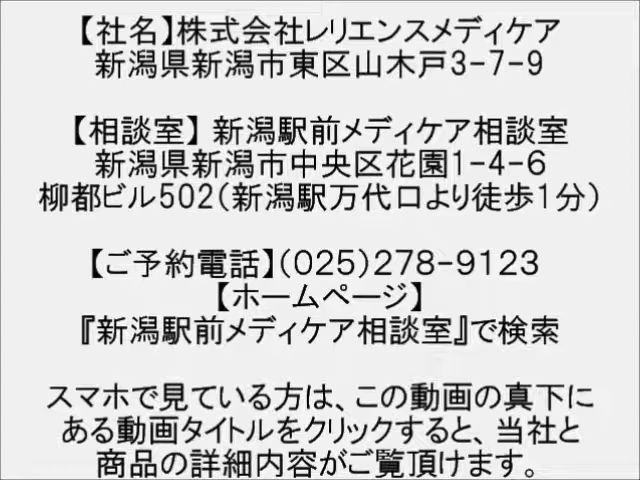 【社名】株式会社レリエンスメディケア
新潟県新潟市東区山木戸3-7-9
【相談室】 新潟駅前メディケア相談室
新潟県新潟市中央区花園1-4-6
柳都ビル502(新潟駅万代口より徒歩1分)
【ご予約電話】(025)278-9123
【ホームページ】
『新潟駅前メディケア相談室』で検索
スマホで見ている方は、この動画の真下に
ある動画タイトルをクリックすると、当社と
商品の詳細内容がご覧頂けます。